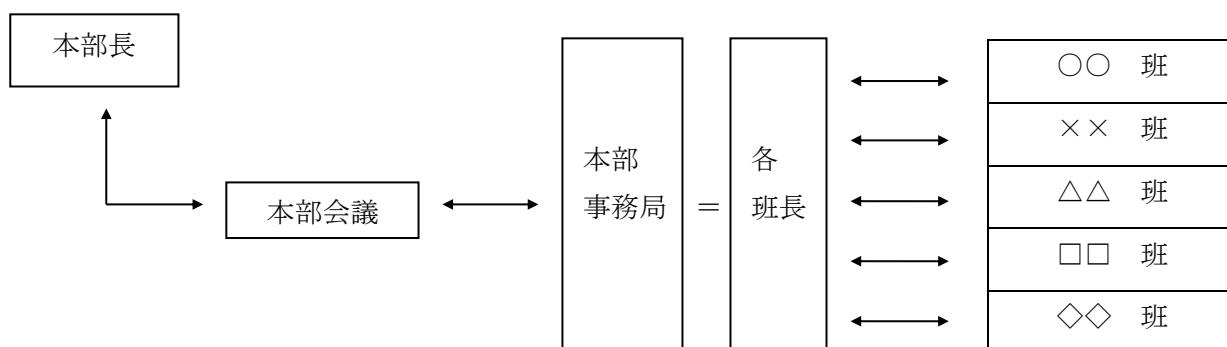 本部長
本部会議
本部
事務局
＝
各
班長
○○　班
××　班
△△　班
□□　班
◇◇　班